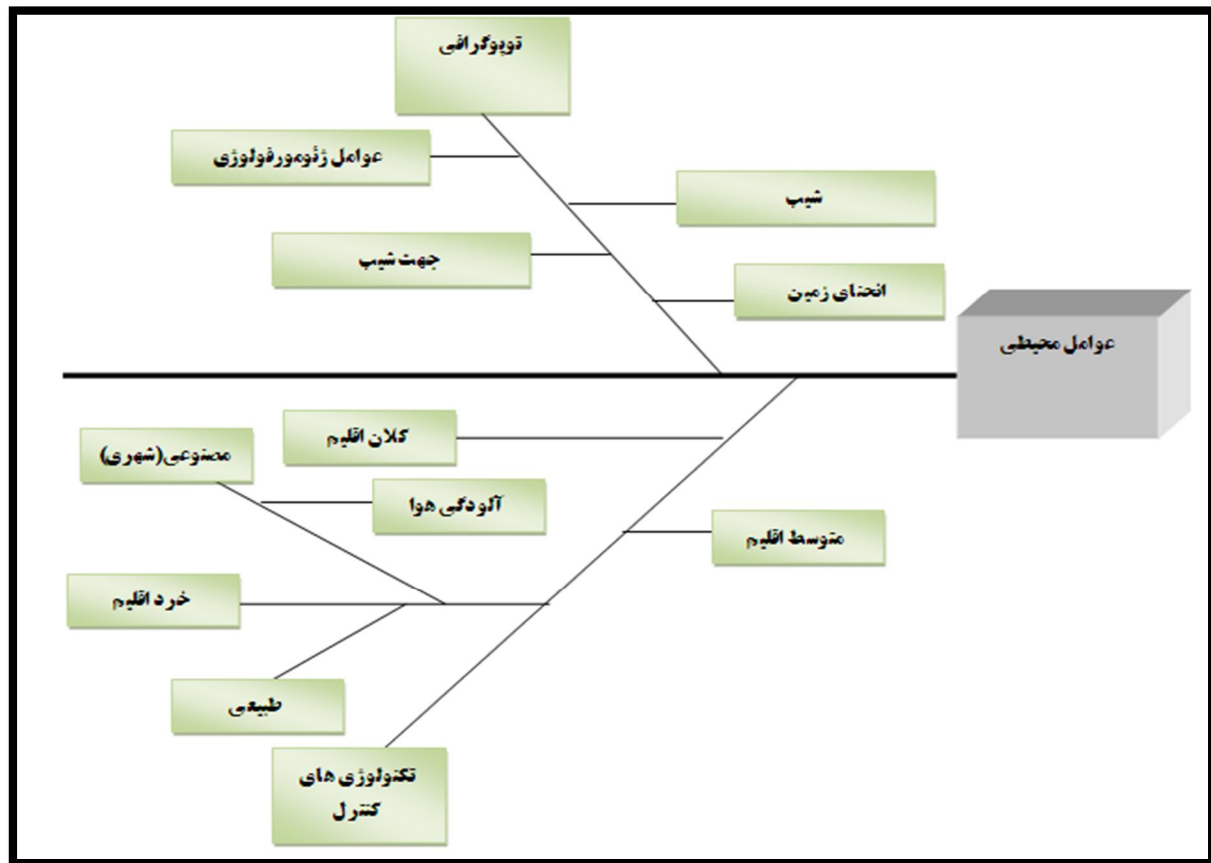 توپوگرافی
عوامل ژئومورفولوژی
شیب
جهت شیب
انحنای زمین
عوامل محیطی
کلان اقلیم
مصنوعی(شهری)
آلودگی هوا
متوسط اقلیم
خرد اقلیم
طبیعی
تکنولوژی های
کنترل